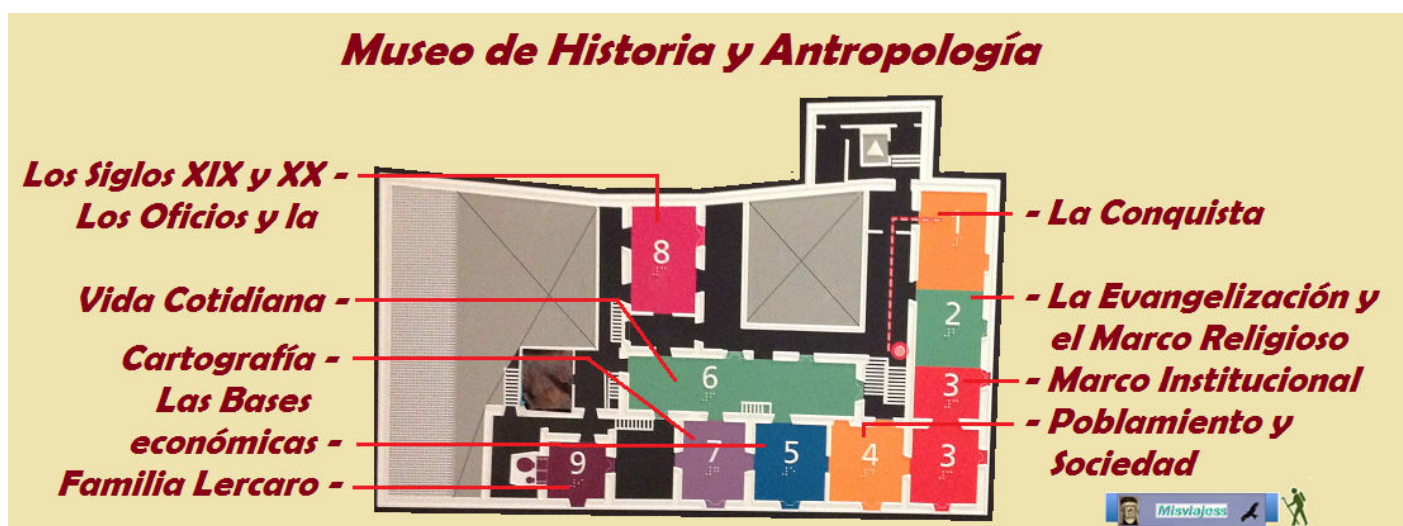 Museo de Historia y Antropología
Los Siglos XIX y XX -
Los Oficios y la
Vida Cotidiana -
Cartografía -
Las Bases
económicas -
Familia Lercaro -
- La Conquista
- La Evangelización y
el Marco Religioso
- Marco Institucional
- Poblamiento y
Sociedad
1
2
3
3
4
5
6
7
8
9
Misviajess